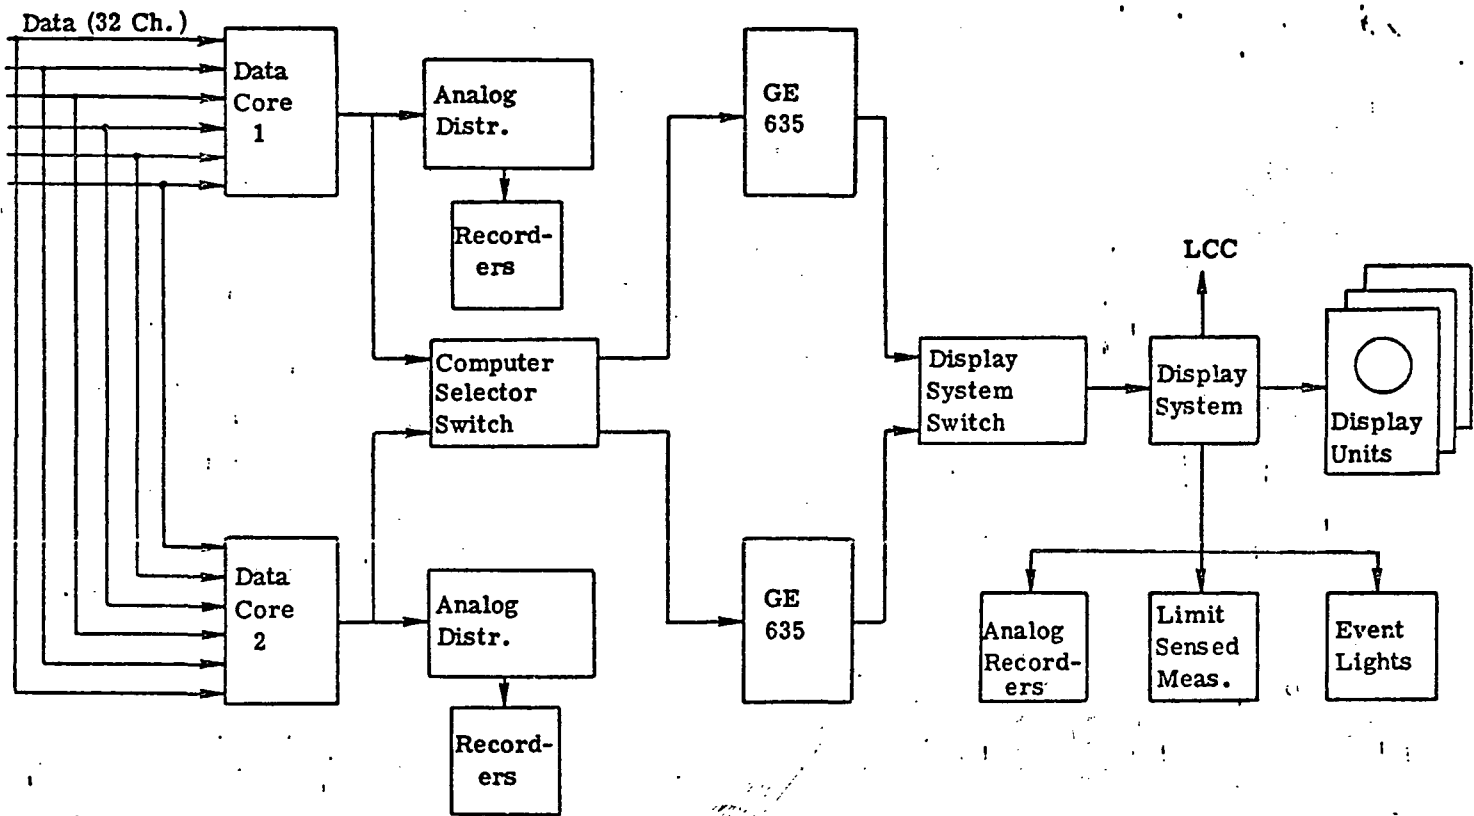 Data (32 Ch.)
Data
Core
1
Analog
Distr.
Record-
ers
GE
635
Computer
Selector
Switch
Display
System
Switch
LCC
Display
System
Display
Units
Data
Core
2
Analog
Distr.
Record-
ers
GE
635
Analog
Record-
ers
Limit
Sensed
Meas.
Event
Lights